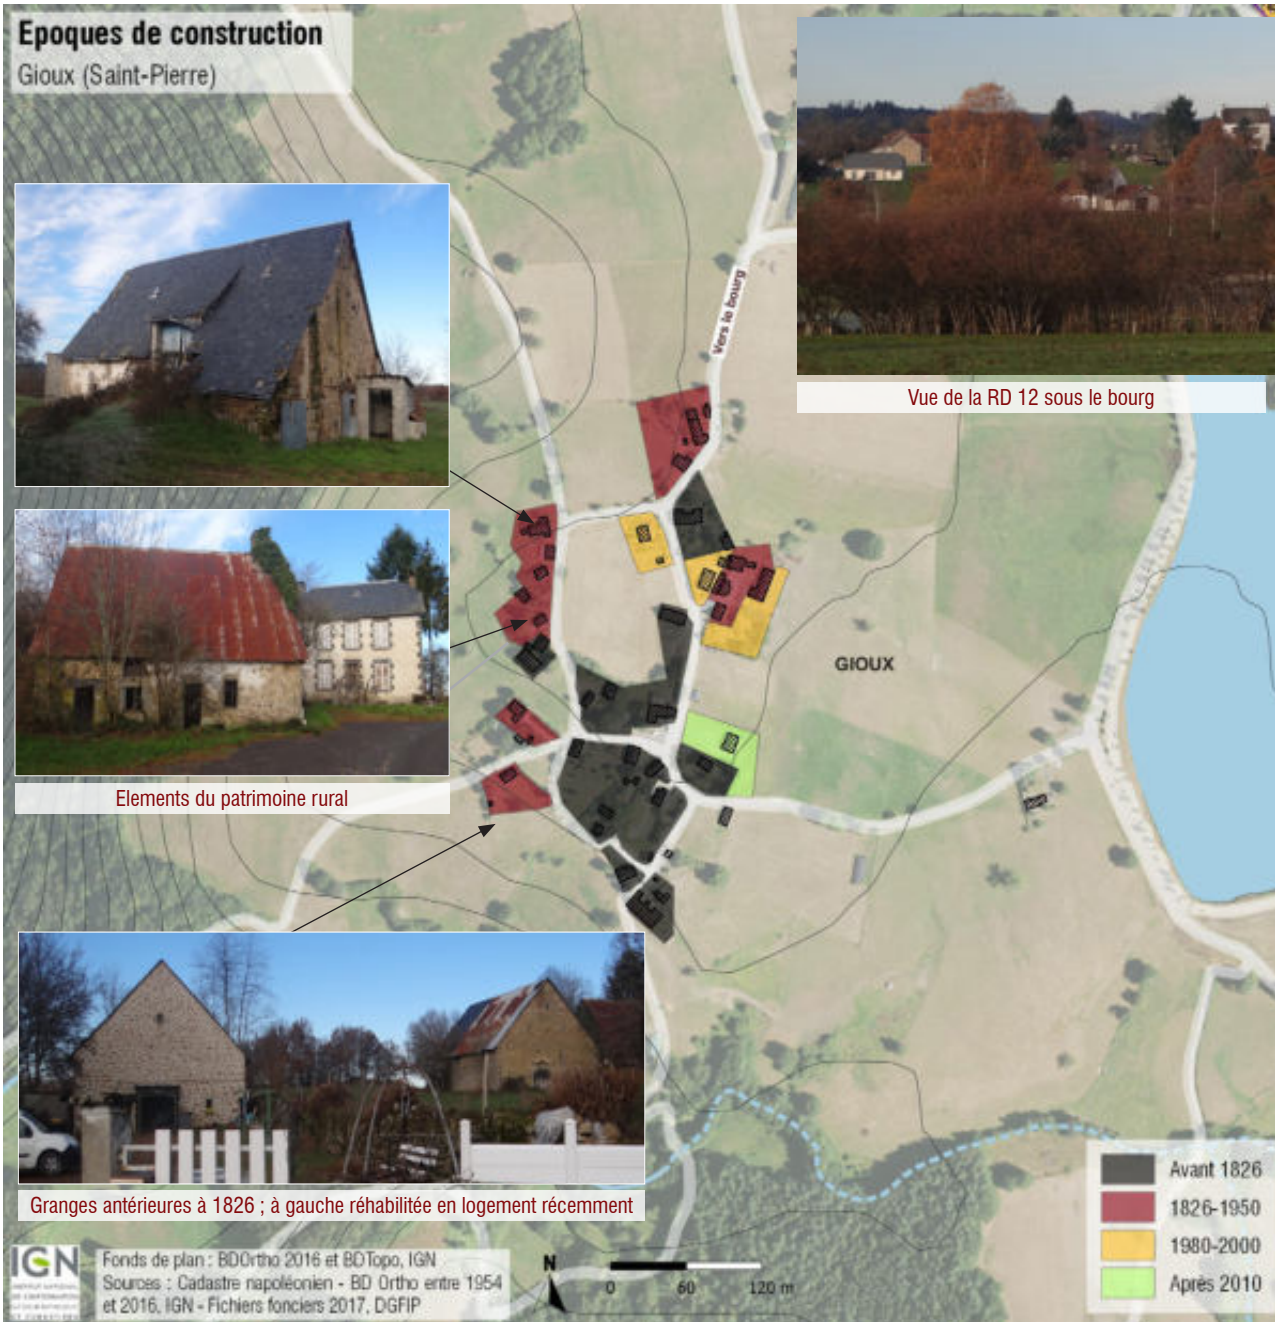 Epoques de construction
Gioux (Saint-Pierre)
Vers le bourg
Vue de la RD 12 sous le bourg
GIOUX
Elements du patrimoine rural
Granges antérieures à 1826 ; à gauche réhabilitée en logement récemment
Avant 1826
1826-1950
1980-2000
Après 2010
IGN
Fonds de plan : BDOrtho 2016 et BDTopo, IGN
Sources : Cadastre napoléonien - BD Ortho entre 1954
et 2016, IGN - Fichiers fonciers 2017, DGFIP
N
0 60 120 m